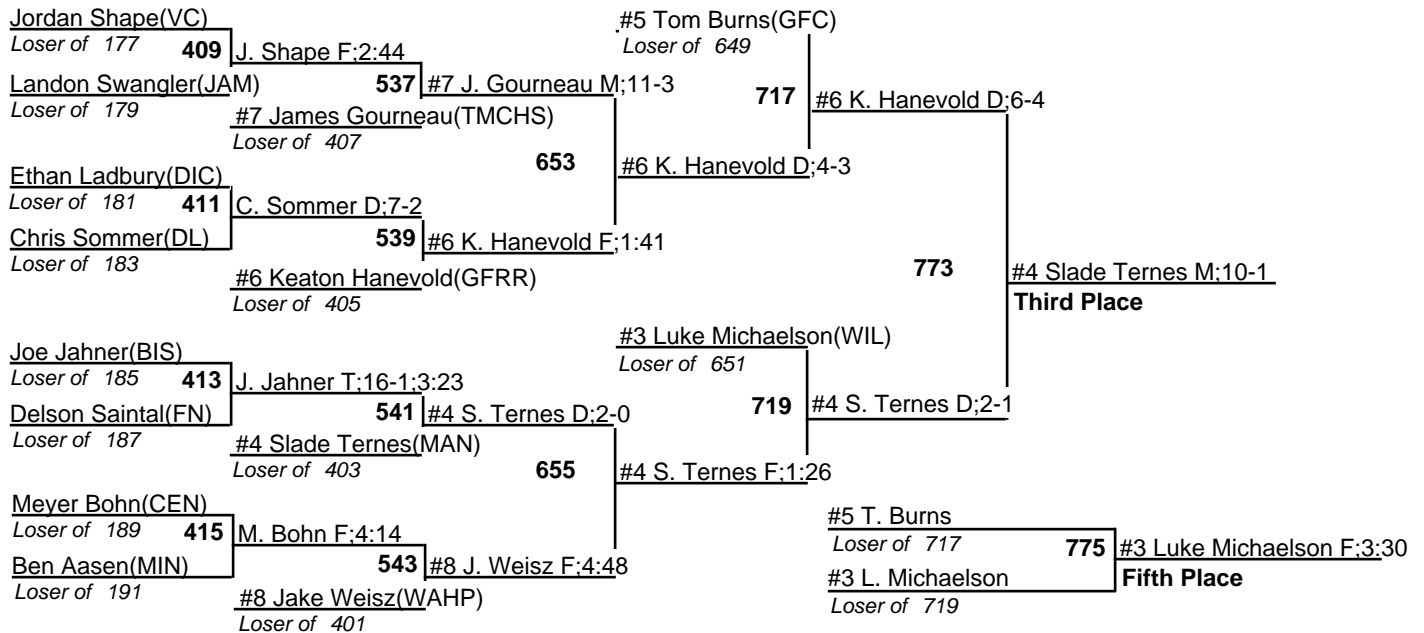 Jordan Shape(VC)
Loser of 177
409
J. Shape F;2:44
Landon Swangler(JAM)
Loser of 179
537
#7 J. Gourneau M;11-3
#7 James Gourneau(TMCHS)
Loser of 407
653
Ethan Ladbury(DIC)
Loser of 181
411
C. Sommer D;7-2
Chris Sommer(DL)
Loser of 183
539
#6 K. Hanevold F;1:41
#6 Keaton Hanevold(GFRR)
Loser of 405
#5 Tom Burns(GFC)
Loser of 649
717
#6 K. Hanevold D;6-4
#6 K. Hanevold D;4-3
773
#4 Slade Ternes M;10-1
Third Place
Joe Jahner(BIS)
Loser of 185
413
J. Jahner T;16-1;3:23
Delson Saintal(FN)
Loser of 187
541
#4 S. Ternes D;2-0
#4 Slade Ternes(MAN)
Loser of 403
655
Meyer Bohn(CEN)
Loser of 189
415
M. Bohn F;4:14
Ben Aasen(MIN)
Loser of 191
543
#8 J. Weisz F;4:48
#8 Jake Weisz(WAHP)
Loser of 401
#3 Luke Michaelson(WIL)
Loser of 651
719
#4 S. Ternes D;2-1
#4 S. Ternes F;1:26
#5 T. Burns
Loser of 717
775
#3 Luke Michaelson F;3:30
Fifth Place
#3 L. Michaelson
Loser of 719